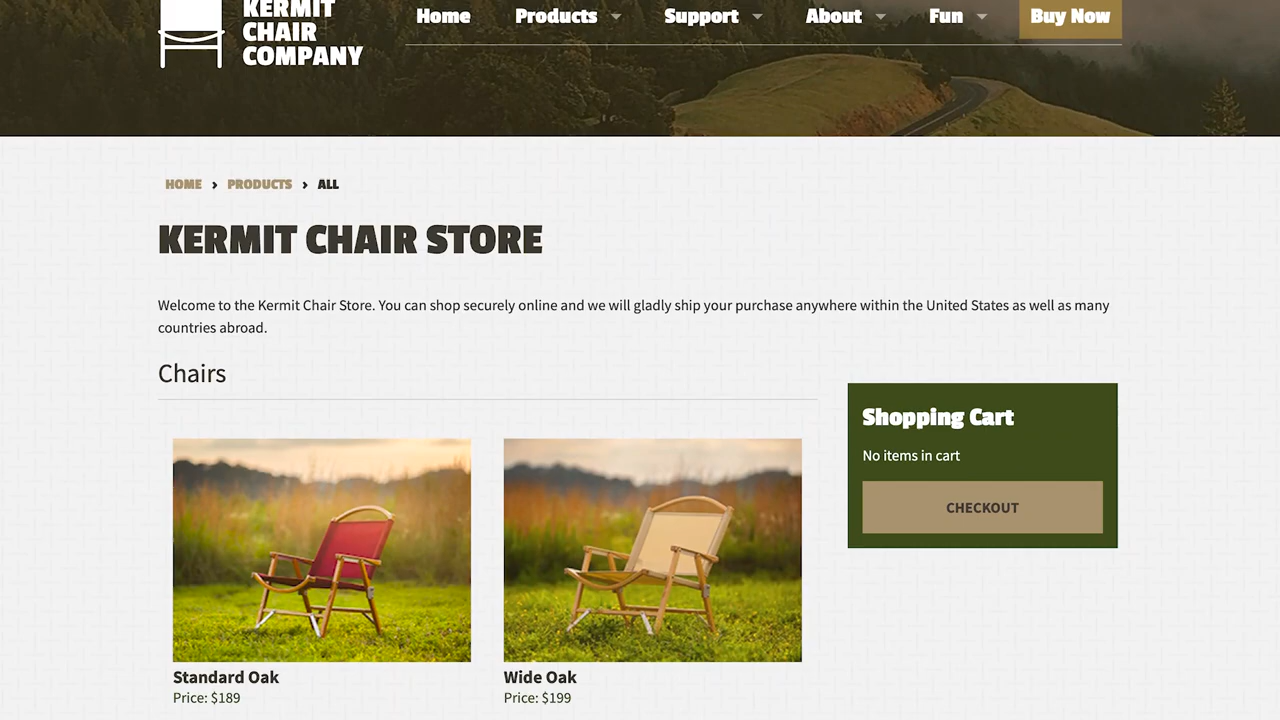 KERMIT
CHAIR
COMPANY
Home Products Support About Fun Buy Now
HOME › PRODUCTS › ALL
KERMIT CHAIR STORE
Welcome to the Kermit Chair Store. You can shop securely online and we will gladly ship your purchase anywhere within the United States as well as many
countries abroad.
Chairs
Shopping Cart
No items in cart
CHECKOUT
Standard Oak
Price: $189
Wide Oak
Price: $199